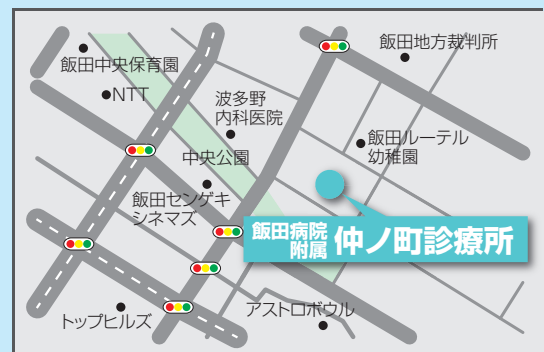 飯田地方裁判所
飯田中央保育園
NTT
波多野
内科医院
飯田ルーテル
幼稚園
中央公園
飯田センゲキ
シネマズ
飯田病院
附属
仲ノ町診療所
トップヒルズ
アストロボウル